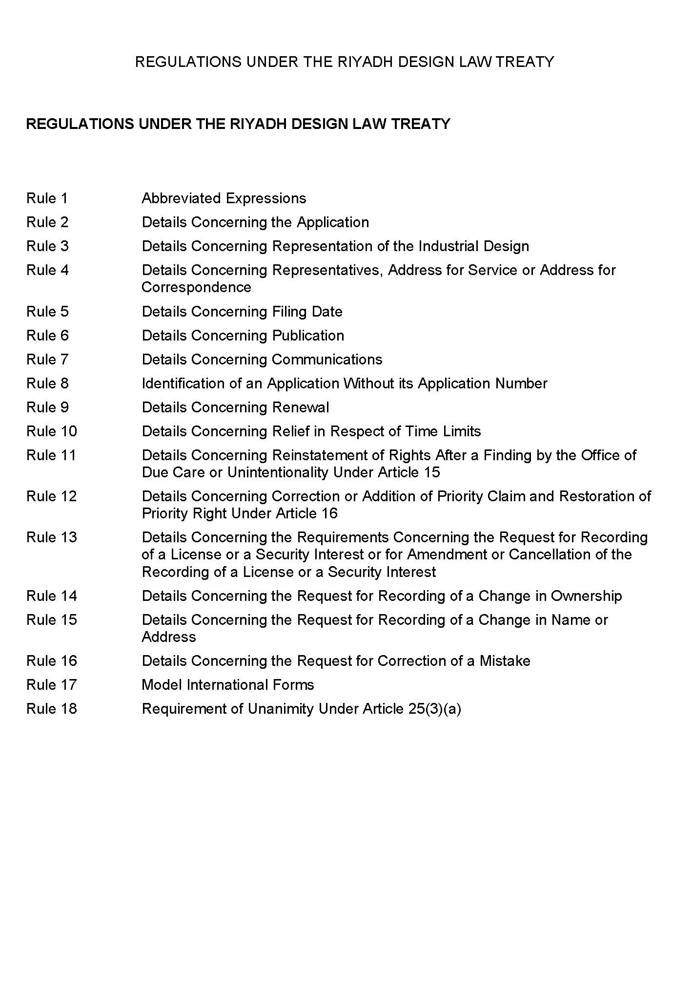 REGULATIONS UNDER THE RIYADH DESIGN LAW TREATY
REGULATIONS UNDER THE RIYADH DESIGN LAW TREATY
Rule 1 Abbreviated Expressions
Rule 2 Details Concerning the Application
Rule 3 Details Concerning Representation of the Industrial Design
Rule 4 Details Concerning Representatives, Address for Service or Address for
Correspondence
Rule 5 Details Concerning Filing Date
Rule 6 Details Concerning Publication
Rule 7 Details Concerning Communications
Rule 8 Identification of an Application Without its Application Number
Rule 9 Details Concerning Renewal
Rule 10 Details Concerning Relief in Respect of Time Limits
Rule 11 Details Concerning Reinstatement of Rights After a Finding by the Office of
Due Care or Unintentionality Under Article 15
Rule 12 Details Concerning Correction or Addition of Priority Claim and Restoration of
Priority Right Under Article 16
Rule 13 Details Concerning the Requirements Concerning the Request for Recording
of a License or a Security Interest or for Amendment or Cancellation of the
Recording of a License or a Security Interest
Rule 14 Details Concerning the Request for Recording of a Change in Ownership
Rule 15 Details Concerning the Request for Recording of a Change in Name or
Address
Rule 16 Details Concerning the Request for Correction of a Mistake
Rule 17 Model International Forms
Rule 18 Requirement of Unanimity Under Article 25(3)(a)